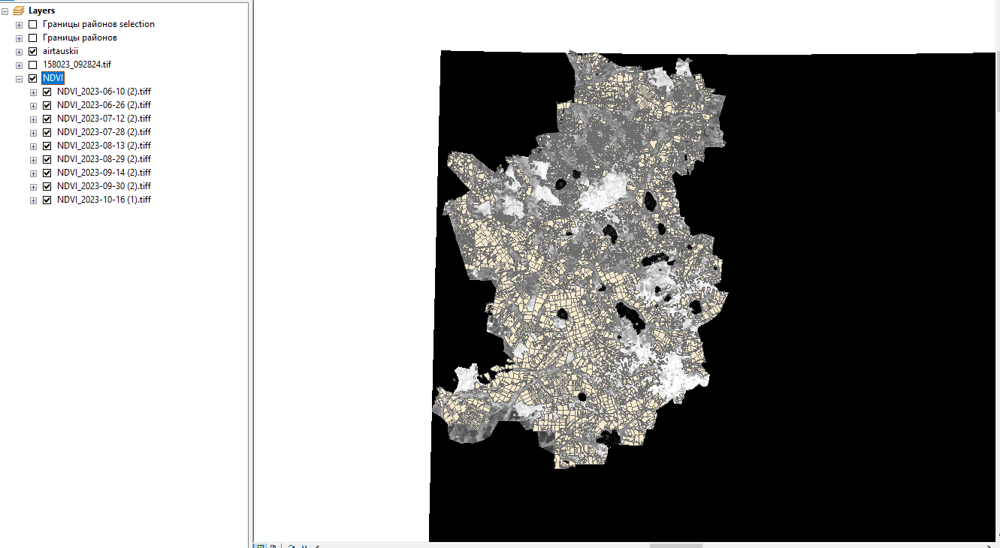 Layers
Границы районов selection
Границы районов
airtauskii
158023_092824.tif
NDVI
NDVI_2023-06-10 (2).tiff
NDVI_2023-06-26 (2).tiff
NDVI_2023-07-12 (2).tiff
NDVI_2023-07-28 (2).tiff
NDVI_2023-08-13 (2).tiff
NDVI_2023-08-29 (2).tiff
NDVI_2023-09-14 (2).tiff
NDVI_2023-09-30 (2).tiff
NDVI_2023-10-16 (1).tiff